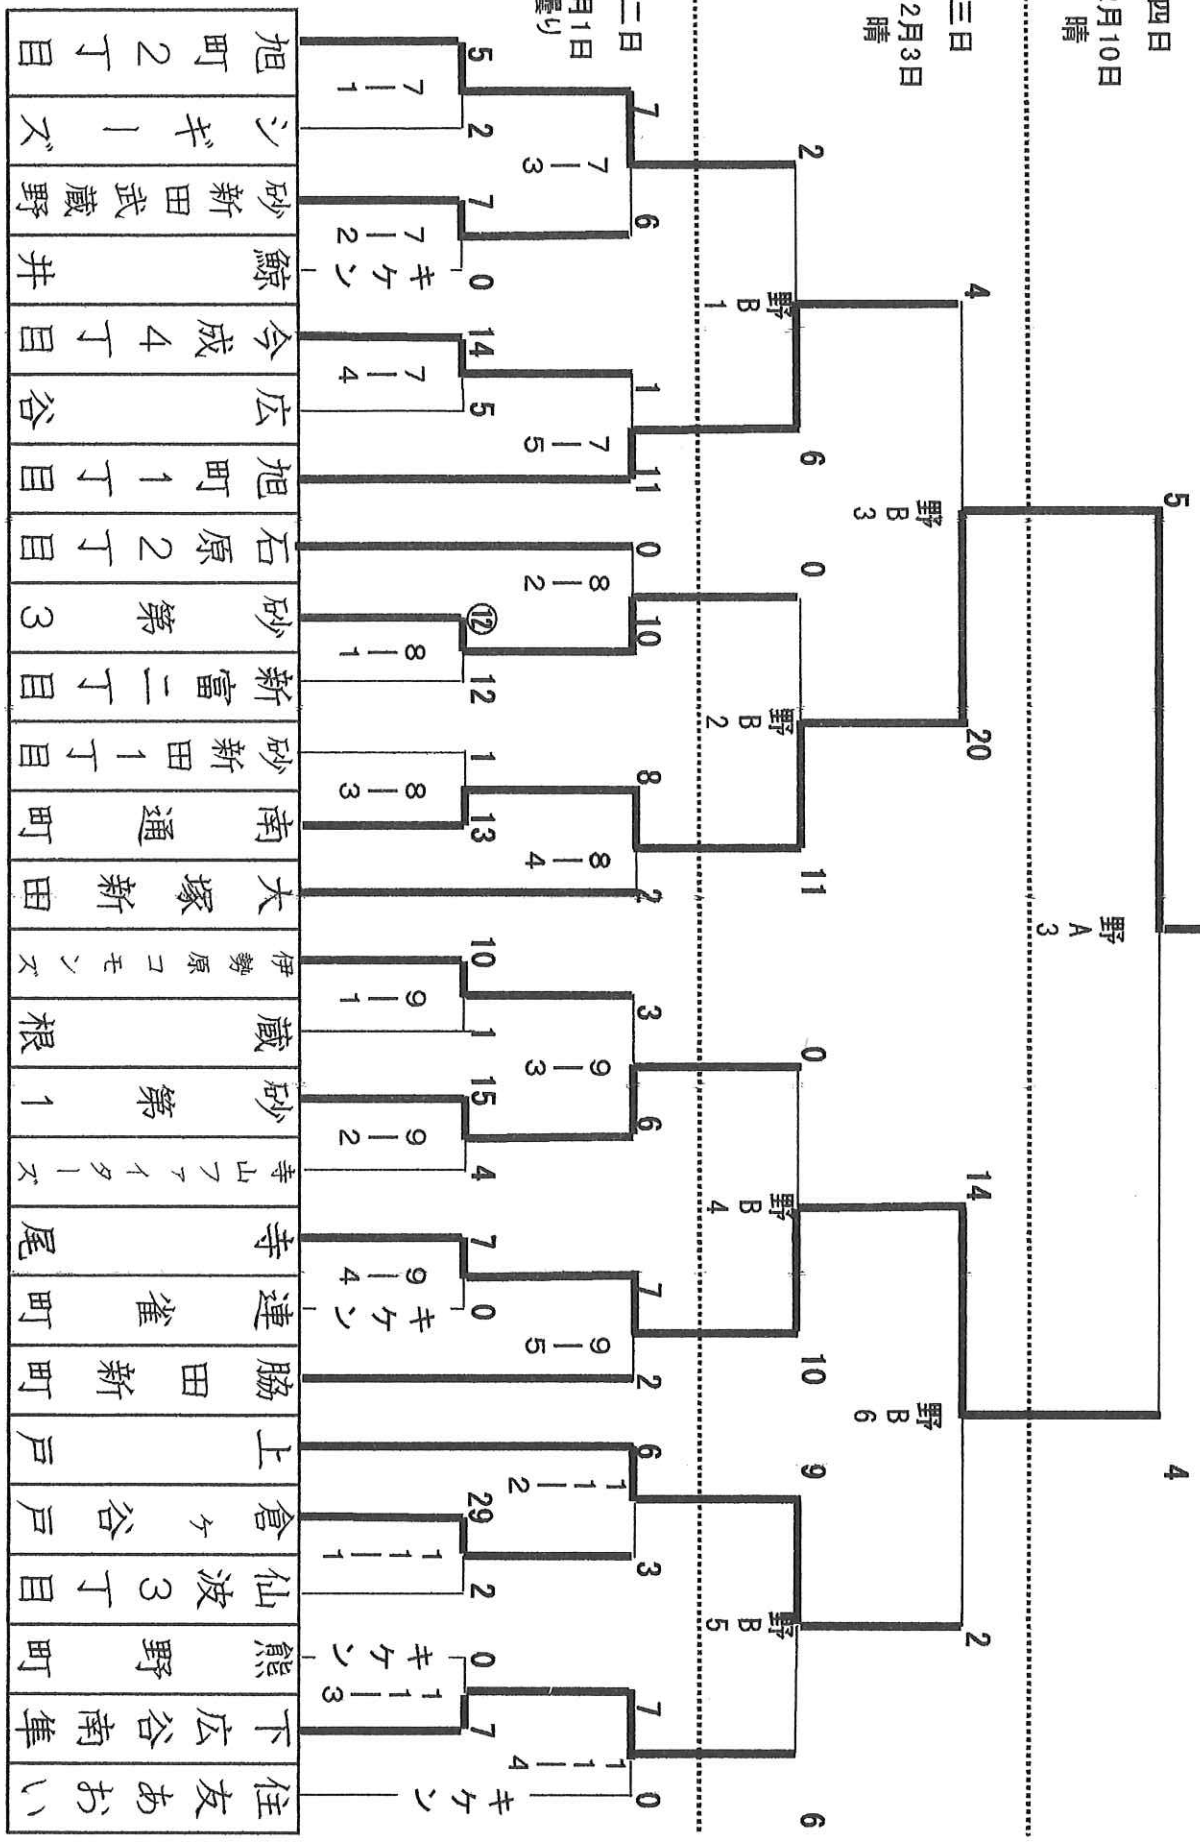 四日
月10日
晴
三日
2月3日
晴
二日
月1日
曇り
5
4
野A3
4
20
14
2
野B3
野B6
2
6
0
11
0
10
9
6
野B1
野B2
野B4
野B5
7
6
1
11
0
10
8
2
3
6
7
2
6
3
7
0
7―3
7―5
8―2
8―4
9―3
9―5
11―2
11―4
5
2
7
0
14
5
⑫
12
1
13
10
1
15
4
7
0
29
2
0
7
7―1
7―2
7―4
8―1
8―3
9―1
9―2
9―4
11―1
11―3
キケン
キケン
キケン
キケン
旭町2丁目
シギーズ
砂新田武蔵野
鯨井
今成4丁目
広谷
旭町1丁目
石原2丁目
砂第3
新富二丁目
砂新田1丁目
南通町
大塚新田
伊勢原コモンズ
蔵根
砂第1
寺山ファイターズ
寺尾
連雀町
脇田新町
上戸
倉ヶ谷戸
仙波3丁目
熊野町
下広谷南隼
住友あおい